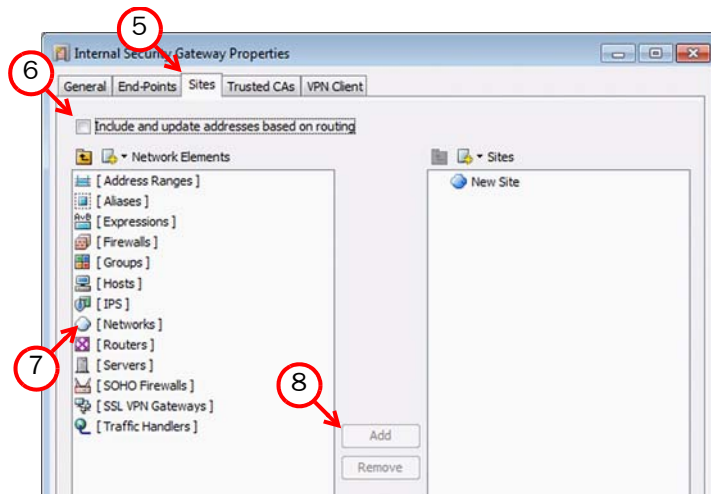 5
Internal Security Gateway Properties
6
General End-Points Sites Trusted CAs VPN Client
Include and update addresses based on routing
Network Elements
Sites
[ Address Ranges ]
New Site
[ Aliases ]
[ Expressions ]
[ Firewalls ]
[ Groups ]
[ Hosts ]
[ IPS ]
[ Networks ]
[ Routers ]
7
[ Servers ]
[ SOHO Firewalls ]
8
[ SSL VPN Gateways ]
[ Traffic Handlers ]
Add
Remove